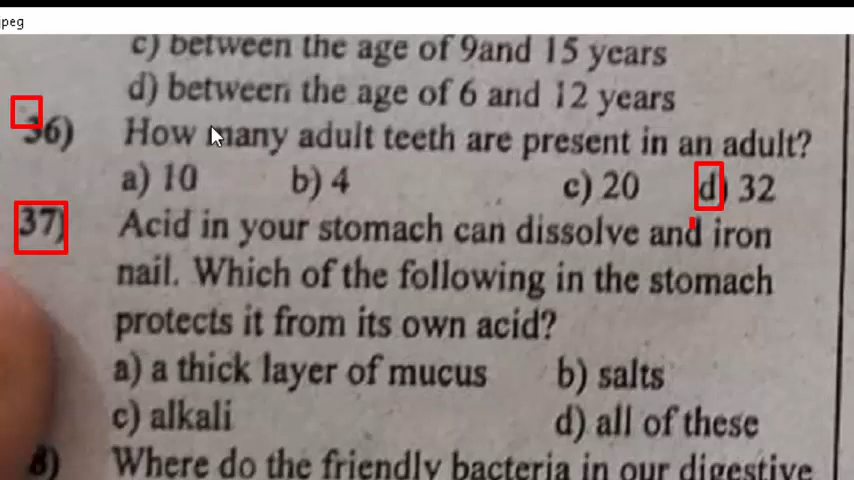 peg
c) between the age of 9and 15 years
d) between the age of 6 and 12 years
36) How many adult teeth are present in an adult?
a) 10 b) 4 c) 20 d) 32
37) Acid in your stomach can dissolve and iron
nail. Which of the following in the stomach
protects it from its own acid?
a) a thick layer of mucus b) salts
c) alkali d) all of these
8) Where do the friendly bacteria in our digestive